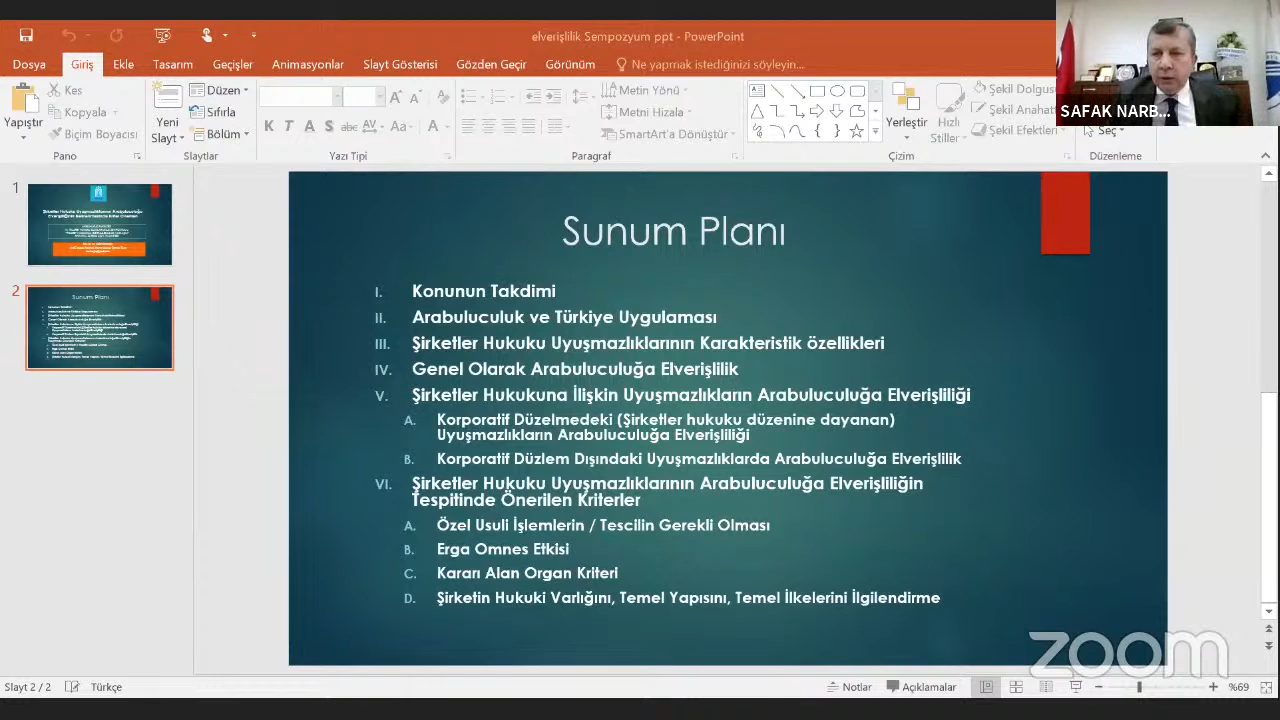 elverişlilik Sempozyum ppt - PowerPoint
Dosya
Giriş
Ekle
Tasarım
Geçişler
Animasyonlar
Slayt Gösterisi
Gözden Geçir
Görünüm
Ne yapmak istediğinizi söyleyin...
Yapıştır
Kes
Kopyala
Biçim Boyacısı
Pano
Yeni
Slayt
Düzen
Sıfırla
Bölüm
Slaytlar
K T A S abc AV Aa A
Yazı Tipi
Metin Yönü
Metni Hizala
SmartArt'a Dönüştür
Paragraf
Yerleştir
Hızlı
Stiller
Şekil Dolgusu
Şekil Anahat
Şekil Efektleri
Çizim
Seç
Düzenleme
SAFAK NARB...
1
2
Sunum Planı
I. Konunun Takdimi
II. Arabuluculuk ve Türkiye Uygulaması
III. Şirketler Hukuku Uyuşmazlıklarının Karakteristik özellikleri
IV. Genel Olarak Arabuluculuğa Elverişlilik
V. Şirketler Hukukuna İlişkin Uyuşmazlıkların Arabuluculuğa Elverişliliği
A. Korporatif Düzelmedeki (Şirketler hukuku düzenine dayanan)
Uyuşmazlıkların Arabuluculuğa Elverişliliği
B. Korporatif Düzlem Dışındaki Uyuşmazlıklarda Arabuluculuğa Elverişlilik
VI. Şirketler Hukuku Uyuşmazlıklarının Arabuluculuğa Elverişliliğin
Tespitinde Önerilen Kriterler
A. Özel Usuli İşlemlerin / Tescilin Gerekli Olması
B. Erga Omnes Etkisi
C. Kararı Alan Organ Kriteri
D. Şirketin Hukuki Varlığını, Temel Yapısını, Temel İlkelerini İlgilendirme
zoom
Slayt 2 / 2
Türkçe
Notlar
Açıklamalar
%69